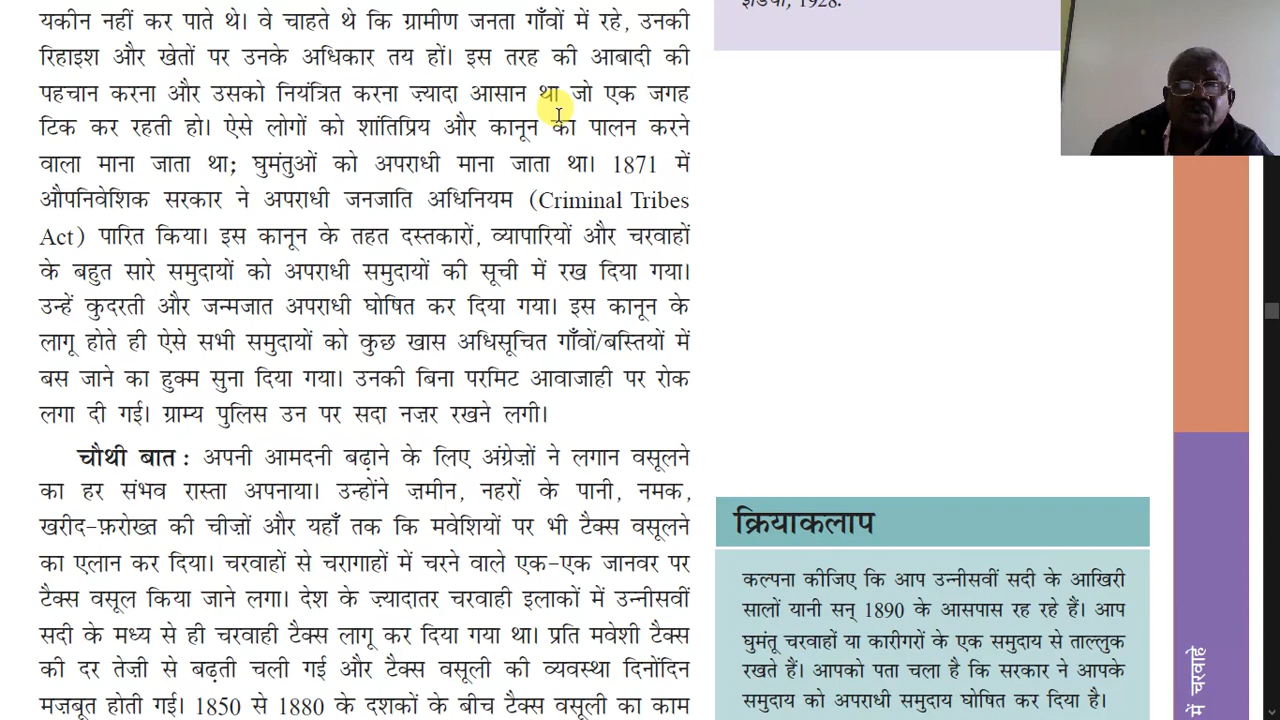 यकीन नहीं कर पाते थे। वे चाहते थे कि ग्रामीण जनता गाँवों में रहे, उनकी
रिहाइश और खेतों पर उनके अधिकार तय हों। इस तरह की आबादी की
पहचान करना और उसको नियंत्रित करना ज्यादा आसान था जो एक जगह
टिक कर रहती हो। ऐसे लोगों को शांतिप्रिय और कानून का पालन करने
वाला माना जाता था; घुमंतुओं को अपराधी माना जाता था। 1871 में
औपनिवेशिक सरकार ने अपराधी जनजाति अधिनियम (Criminal Tribes
Act) पारित किया। इस कानून के तहत दस्तकारों, व्यापारियों और चरवाहों
के बहुत सारे समुदायों को अपराधी समुदायों की सूची में रख दिया गया।
उन्हें कुदरती और जन्मजात अपराधी घोषित कर दिया गया। इस कानून के
लागू होते ही ऐसे सभी समुदायों को कुछ खास अधिसूचित गाँवों/बस्तियों में
बस जाने का हुक्म सुना दिया गया। उनकी बिना परमिट आवाजाही पर रोक
लगा दी गई। ग्राम्य पुलिस उन पर सदा नज़र रखने लगी।
चौथी बात : अपनी आमदनी बढ़ाने के लिए अंग्रेज़ों ने लगान वसूलने
का हर संभव रास्ता अपनाया। उन्होंने ज़मीन, नहरों के पानी, नमक,
खरीद-फ़रोख्त की चीज़ों और यहाँ तक कि मवेशियों पर भी टैक्स वसूलने
का एलान कर दिया। चरवाहों से चरागाहों में चरने वाले एक-एक जानवर पर
टैक्स वसूल किया जाने लगा। देश के ज्यादातर चरवाही इलाकों में उन्नीसवीं
सदी के मध्य से ही चरवाही टैक्स लागू कर दिया गया था। प्रति मवेशी टैक्स
की दर तेज़ी से बढ़ती चली गई और टैक्स वसूली की व्यवस्था दिनोंदिन
मज़बूत होती गई। 1850 से 1880 के दशकों के बीच टैक्स वसूली का काम
इंडिया, 1928.
क्रियाकलाप
कल्पना कीजिए कि आप उन्नीसवीं सदी के आखिरी
सालों यानी सन् 1890 के आसपास रह रहे हैं। आप
घुमंतू चरवाहों या कारीगरों के एक समुदाय से ताल्लुक
रखते हैं। आपको पता चला है कि सरकार ने आपके
समुदाय को अपराधी समुदाय घोषित कर दिया है।
में चरवाहे